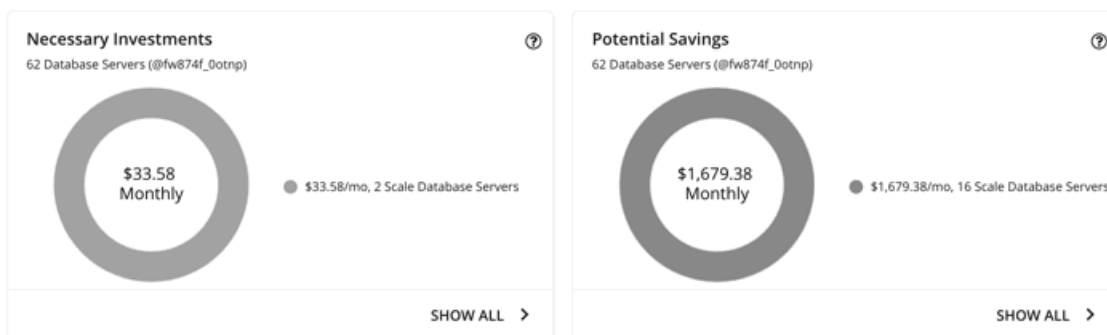 Necessary Investments
62 Database Servers (@fw874f_0otnp)
$33.58
Monthly
$33.58/mo, 2 Scale Database Servers
SHOW ALL
Potential Savings
62 Database Servers (@fw874f_0otnp)
$1,679.38
Monthly
$1,679.38/mo, 16 Scale Database Servers
SHOW ALL